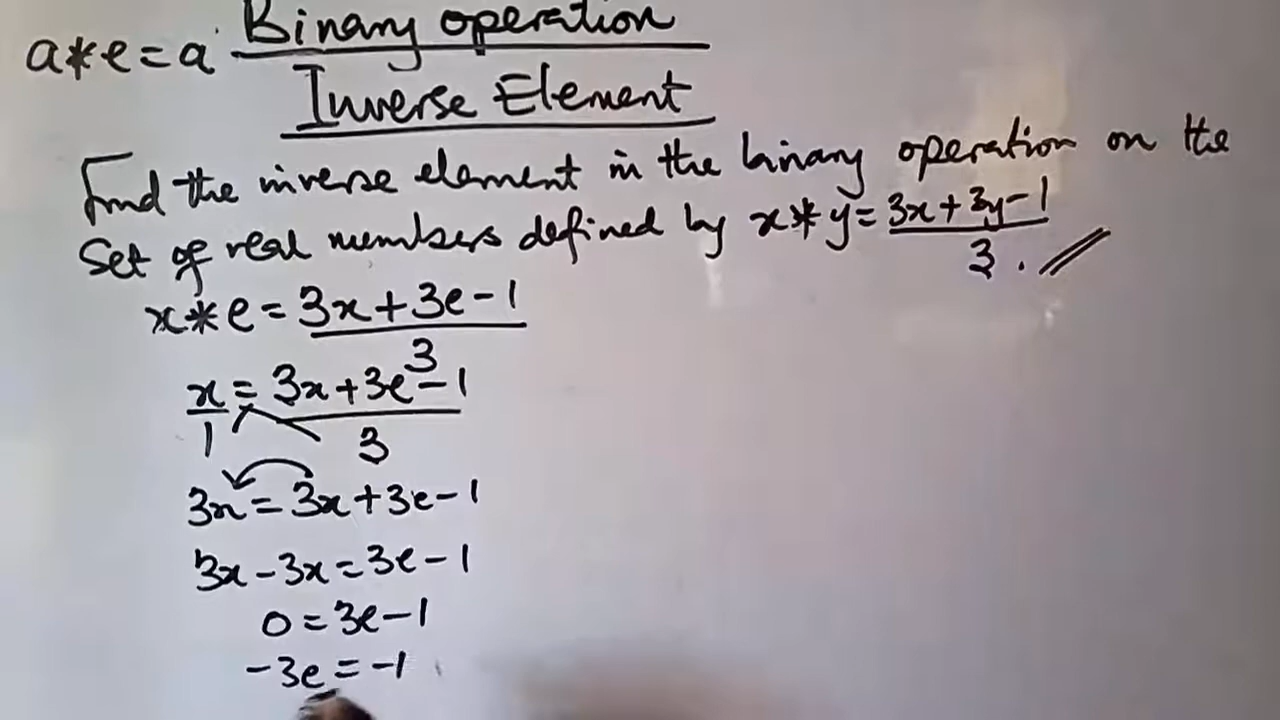 a*e=a Binary operation
Inverse Element
Find the inverse element in the binary operation on the
Set of real members defined by x*y = 3x+3y-1
3.
x*e = 3x+3e-1
3
x = 3x+3e-1
1 3
3x = 3x+3e-1
3x-3x = 3e-1
0 = 3e-1
-3e = -1